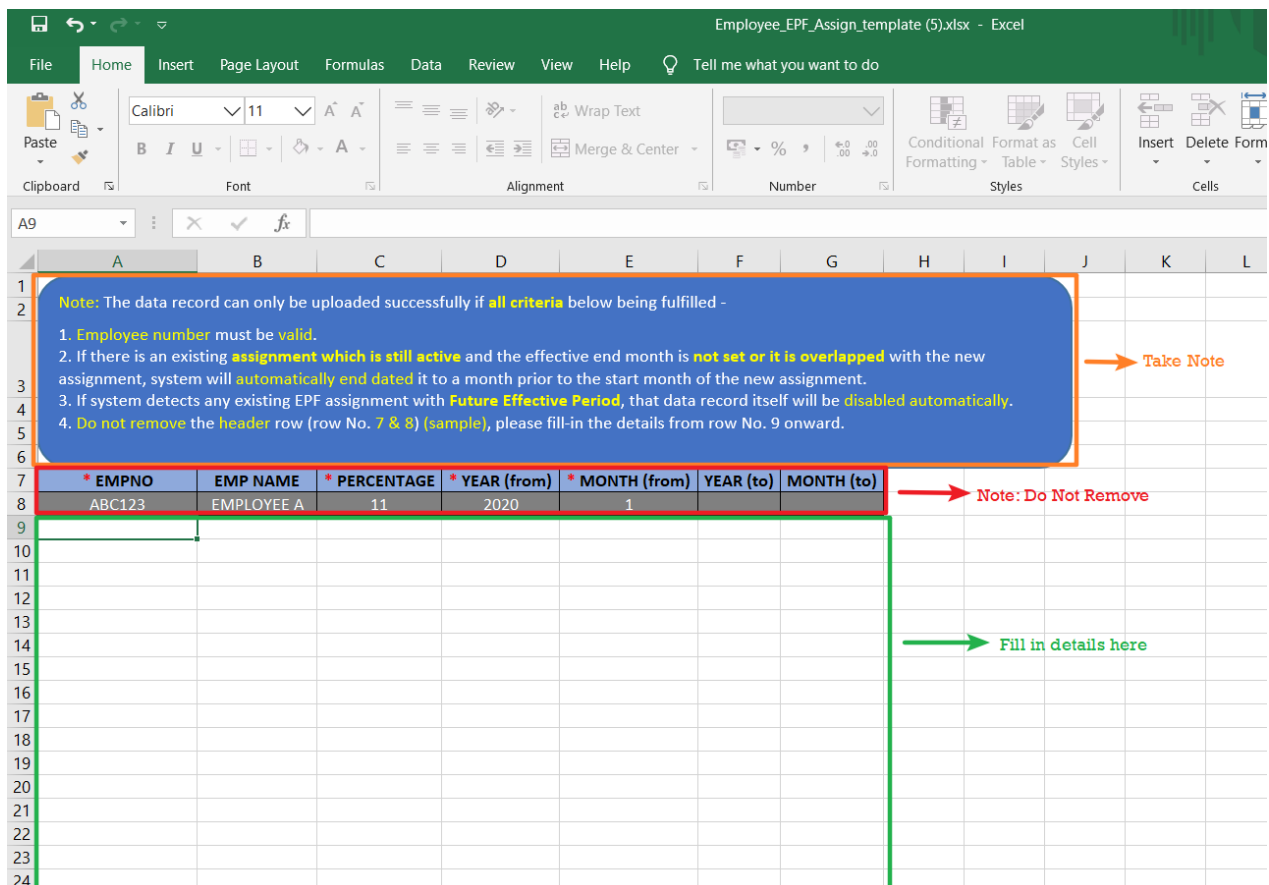 Employee_EPF_Assign_template (5).xlsx - Excel
File Home Insert Page Layout Formulas Data Review View Help Tell me what you want to do
Calibri 11 A A ab Wrap Text
Paste B I U A Merge & Center % , .00 .0 Conditional Formatting Format as Table Cell Styles Insert Delete Form
Clipboard Font Alignment Number Styles Cells
A9 fx
A B C D E F G H I J K L
1
2 Note: The data record can only be uploaded successfully if all criteria below being fulfilled -
1. Employee number must be valid.
2. If there is an existing assignment which is still active and the effective end month is not set or it is overlapped with the new
assignment, system will automatically end dated it to a month prior to the start month of the new assignment.
Take Note
3
3. If system detects any existing EPF assignment with Future Effective Period, that data record itself will be disabled automatically.
4
4. Do not remove the header row (row No. 7 & 8) (sample), please fill-in the details from row No. 9 onward.
5
6
7 * EMPNO EMP NAME * PERCENTAGE * YEAR (from) * MONTH (from) YEAR (to) MONTH (to)
Note: Do Not Remove
8 ABC123 EMPLOYEE A 11 2020 1
9
10
11
12
13
14 Fill in details here
15
16
17
18
19
20
21
22
23
24